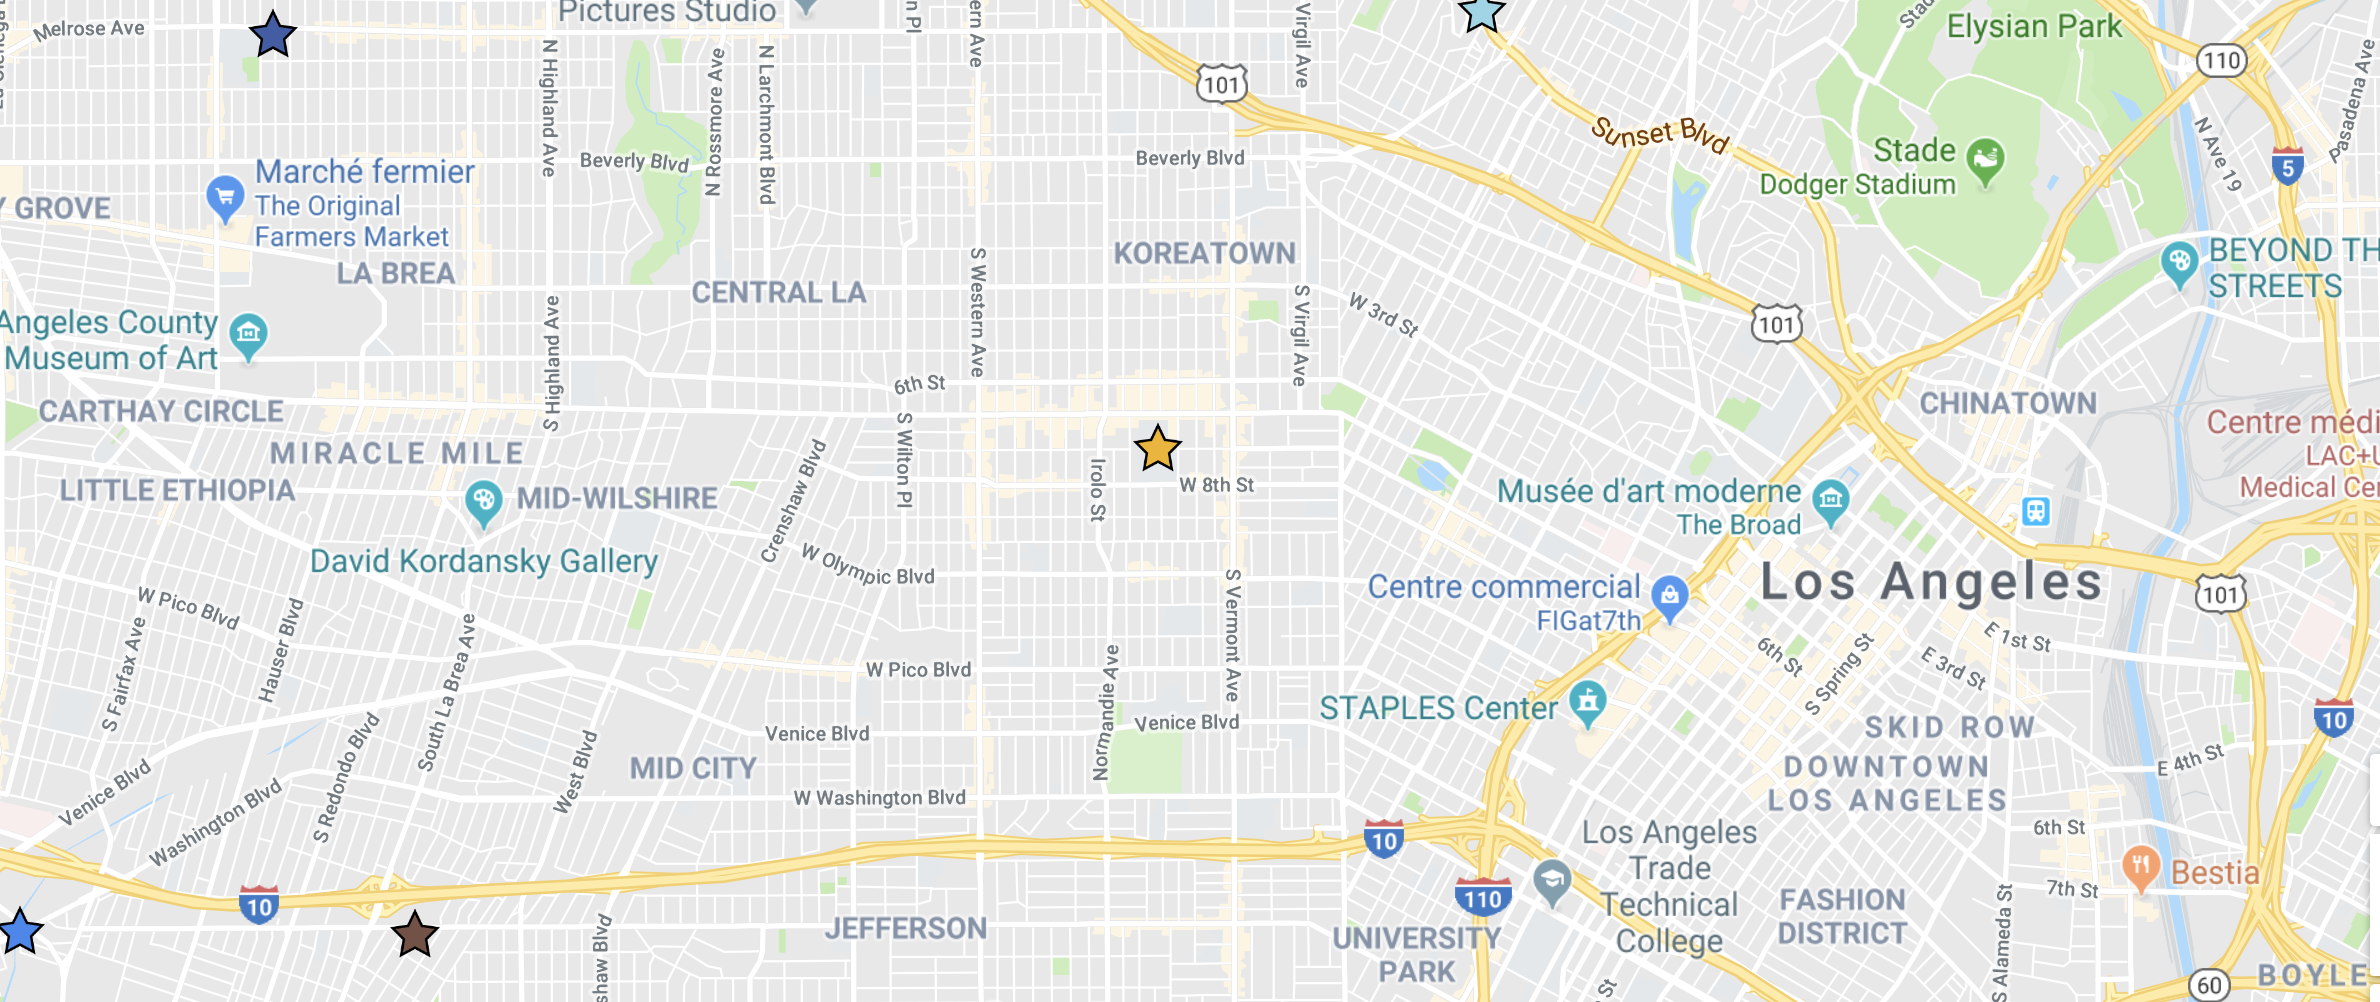 Pictures Studio
Melrose Ave
Elysian Park
110
101
Sunset Blvd
Pasadena Ave
N Highland Ave
N Rossmore Ave
N Larchmont Blvd
n Pl
ern Ave
Virgil Ave
Beverly Blvd
Beverly Blvd
Stade
Dodger Stadium
N Ave 19
5
Marché fermier
The Original
Farmers Market
Y GROVE
LA BREA
CENTRAL LA
KOREATOWN
BEYOND TH
STREETS
S Western Ave
S Virgil Ave
W 3rd St
101
Angeles County
Museum of Art
S Highland Ave
6th St
CARTHAY CIRCLE
CHINATOWN
Centre médi
LAC+U
Medical Cen
MIRACLE MILE
LITTLE ETHIOPIA
MID-WILSHIRE
S Wilton Pl
Crenshaw Blvd
Irolo St
W 8th St
Musée d'art moderne
The Broad
David Kordansky Gallery
W Olympic Blvd
Centre commercial
FIGat7th
Los Angeles
101
W Pico Blvd
S Fairfax Ave
Hauser Blvd
South La Brea Ave
W Pico Blvd
Normandie Ave
S Vermont Ave
6th St
S Spring St
E 1st St
E 3rd St
STAPLES Center
SKID ROW
10
Venice Blvd
Venice Blvd
Venice Blvd
Washington Blvd
S Redondo Blvd
West Blvd
MID CITY
W Washington Blvd
DOWNTOWN
LOS ANGELES
E 4th St
6th St
10
Los Angeles
Trade
Technical
College
Bestia
7th St
10
110
FASHION
DISTRICT
JEFFERSON
UNIVERSITY
PARK
shaw Blvd
S Alameda St
St
60
BOYLE